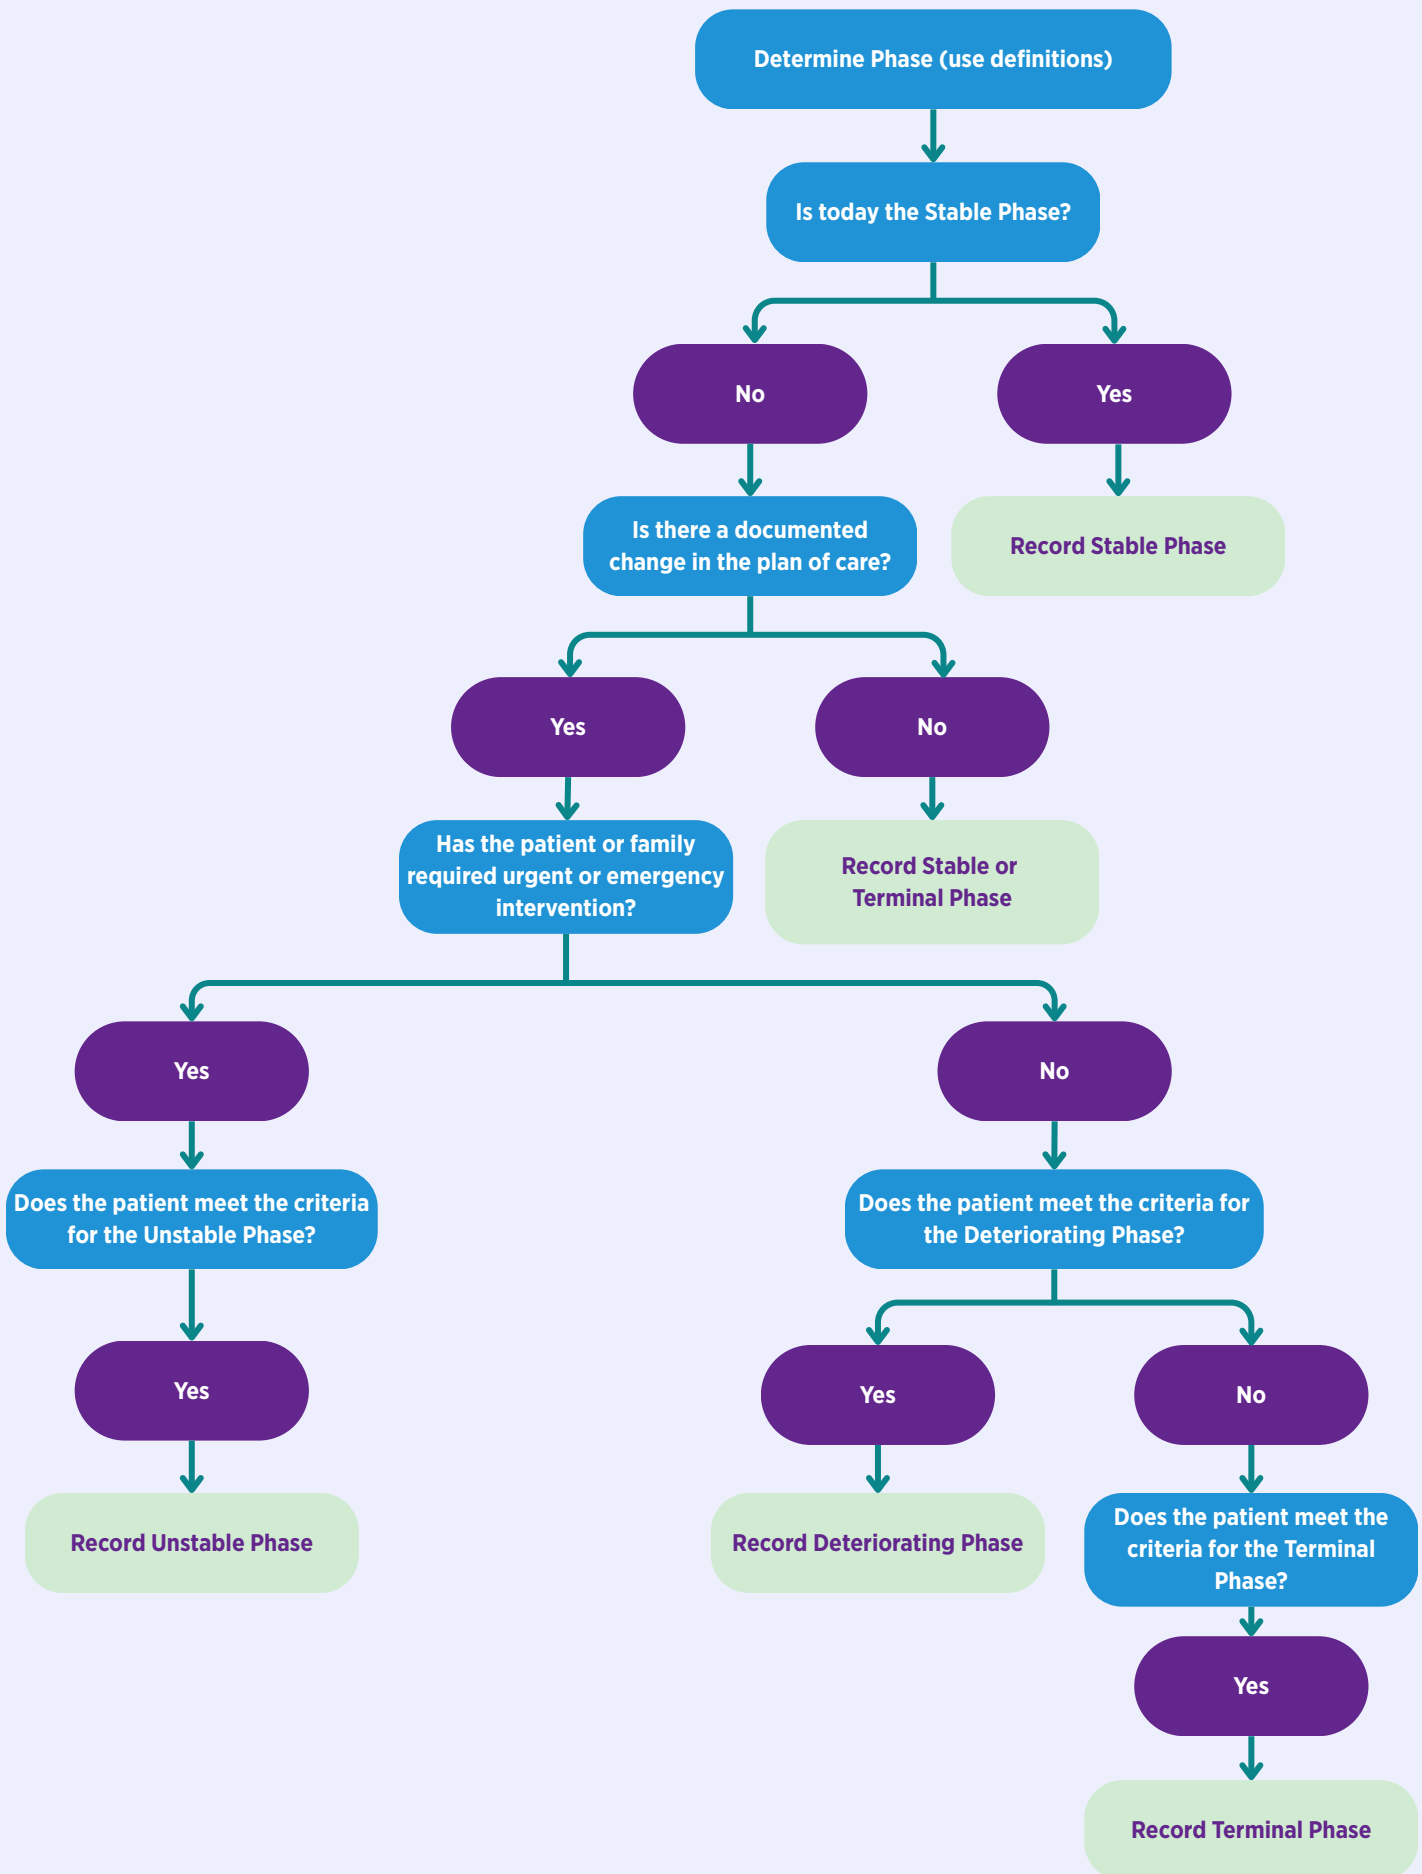 Determine Phase (use definitions)
Is today the Stable Phase?
No
Yes
Is there a documented
change in the plan of care?
Record Stable Phase
Yes
No
Has the patient or family
required urgent or emergency
intervention?
Record Stable or
Terminal Phase
Yes
No
Does the patient meet the criteria
for the Unstable Phase?
Does the patient meet the criteria for
the Deteriorating Phase?
Yes
Yes
No
Record Unstable Phase
Record Deteriorating Phase
Does the patient meet the
criteria for the Terminal
Phase?
Yes
Record Terminal Phase